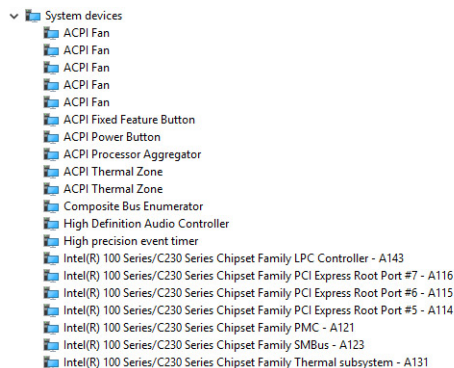 System devices
ACPI Fan
ACPI Fan
ACPI Fan
ACPI Fan
ACPI Fan
ACPI Fixed Feature Button
ACPI Power Button
ACPI Processor Aggregator
ACPI Thermal Zone
ACPI Thermal Zone
Composite Bus Enumerator
High Definition Audio Controller
High precision event timer
Intel(R) 100 Series/C230 Series Chipset Family LPC Controller - A143
Intel(R) 100 Series/C230 Series Chipset Family PCI Express Root Port #7 - A116
Intel(R) 100 Series/C230 Series Chipset Family PCI Express Root Port #6 - A115
Intel(R) 100 Series/C230 Series Chipset Family PCI Express Root Port #5 - A114
Intel(R) 100 Series/C230 Series Chipset Family PMC - A121
Intel(R) 100 Series/C230 Series Chipset Family SMBus - A123
Intel(R) 100 Series/C230 Series Chipset Family Thermal subsystem - A131